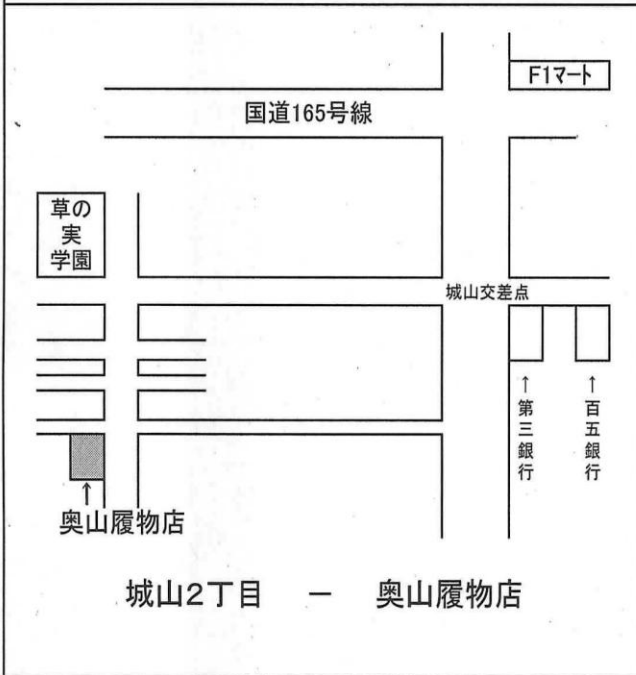 F1マート
国道165号線
草の
実
学園
城山交差点
↑
第三銀行
↑
百五銀行
↑
奥山履物店
城山2丁目 － 奥山履物店